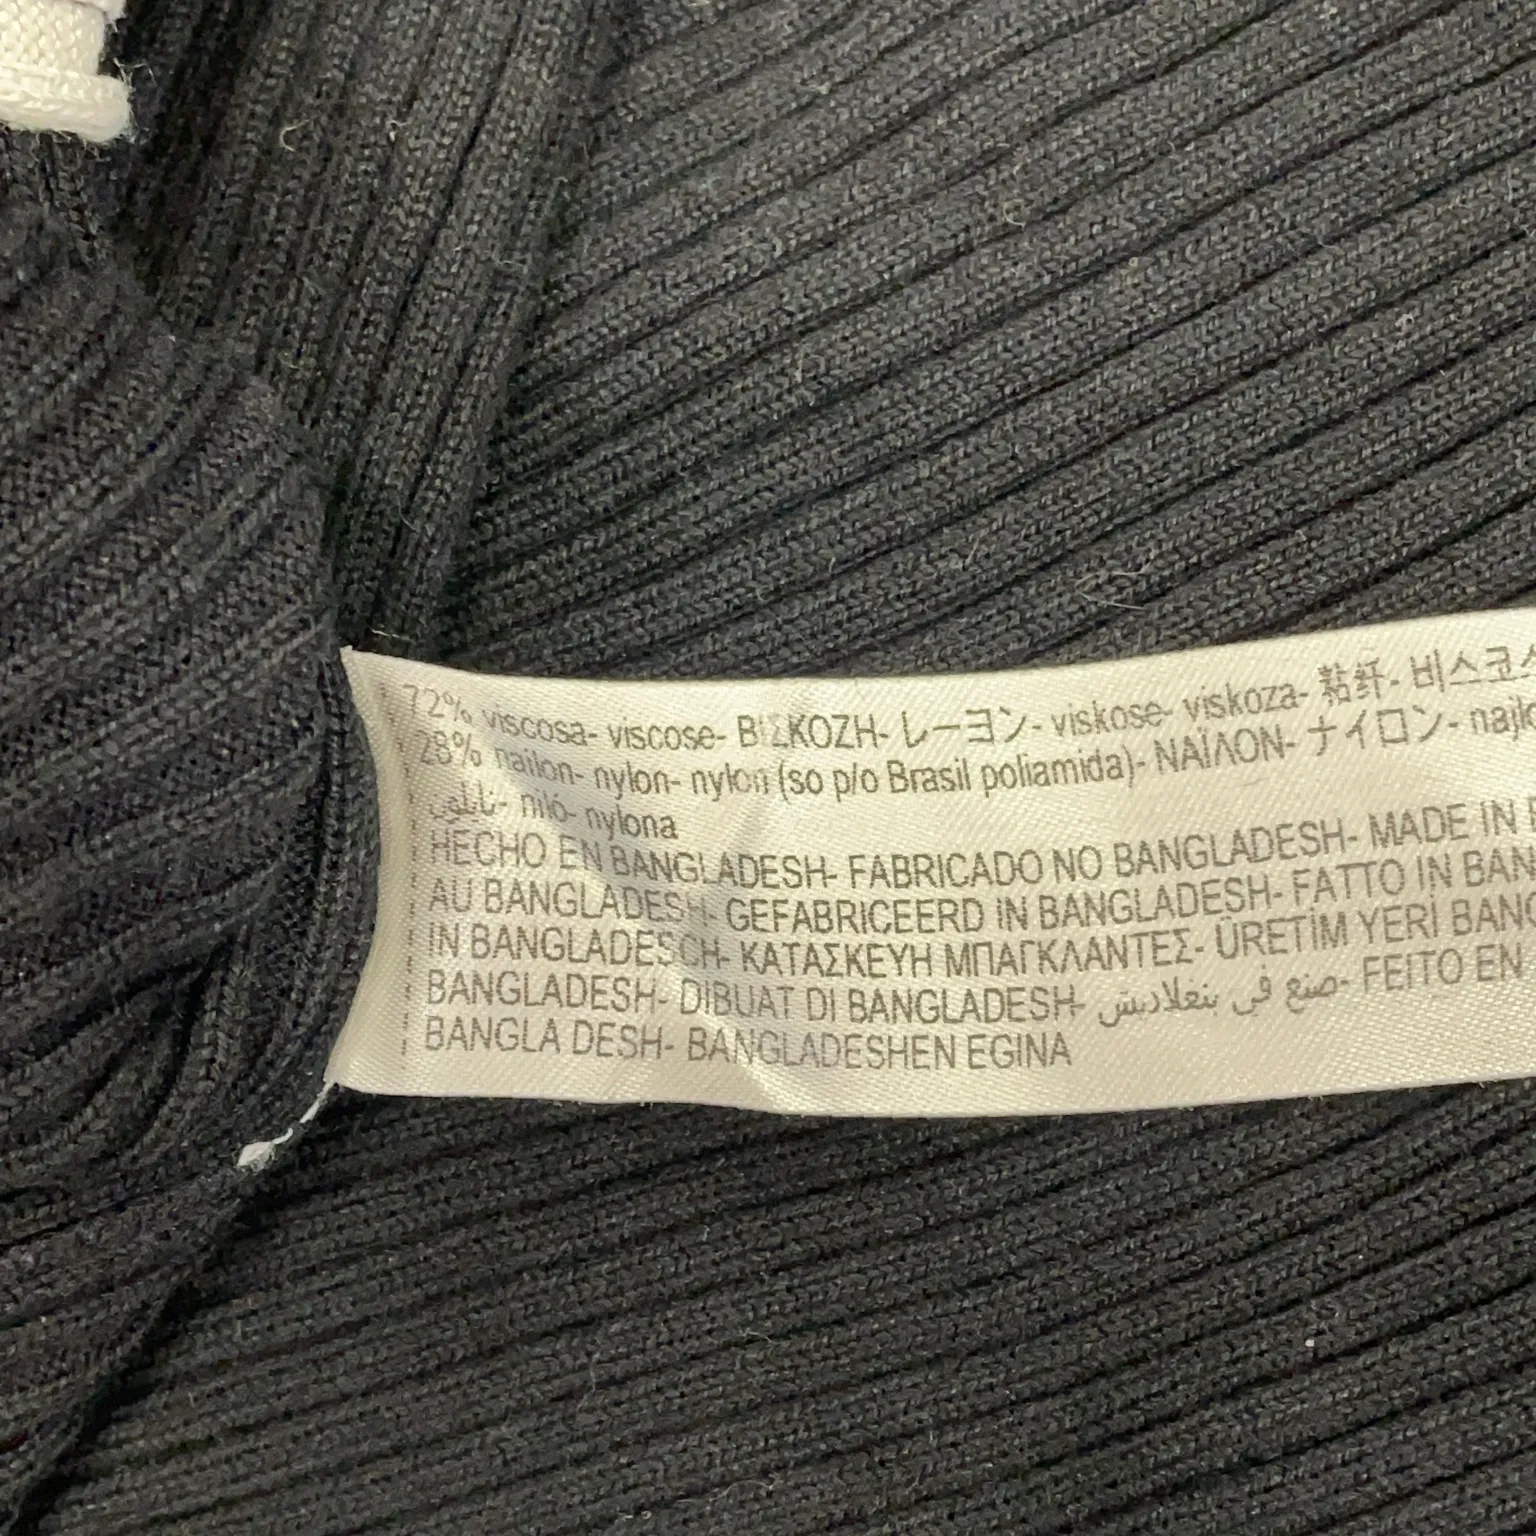 72% viscosa- viscose- ΒΙΣΚΟΖΗ- レーヨン- viskose- viskoza- 粘纤- 비스코스
28% nailon- nylon- nylon (so p/o Brasil poliamida)- ΝΑΪΛΟΝ- ナイロン- najlo
نايلون- niló- nylona
HECHO EN BANGLADESH- FABRICADO NO BANGLADESH- MADE IN
AU BANGLADESH- GEFABRICEERD IN BANGLADESH- FATTO IN BAN
IN BANGLADESCH- ΚΑΤΑΣΚΕΥΗ ΜΠΑΓΚΛΑΝΤΕΣ- ÜRETİM YERİ BANG
BANGLADESH- DIBUAT DI BANGLADESH- صنع في بنغلاديش- FEITO EN
BANGLA DESH- BANGLADESHEN EGINA